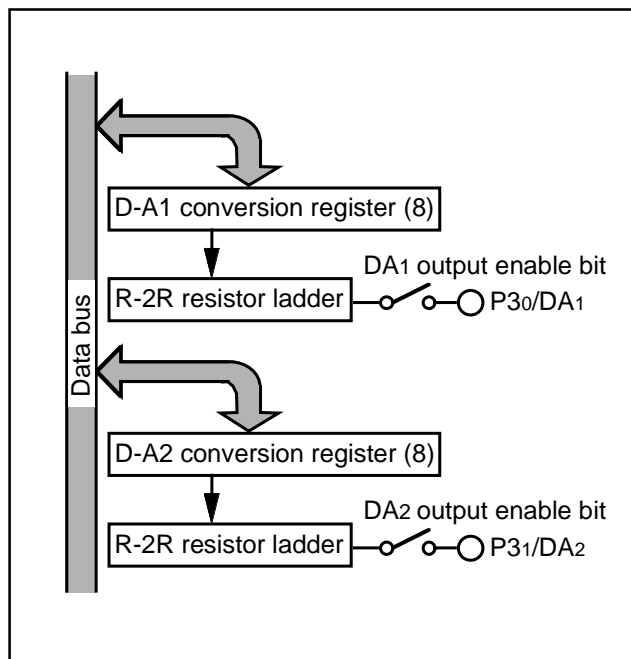 Data bus
D-A1 conversion register (8)
R-2R resistor ladder
DA1 output enable bit
P30/DA1
D-A2 conversion register (8)
R-2R resistor ladder
DA2 output enable bit
P31/DA2